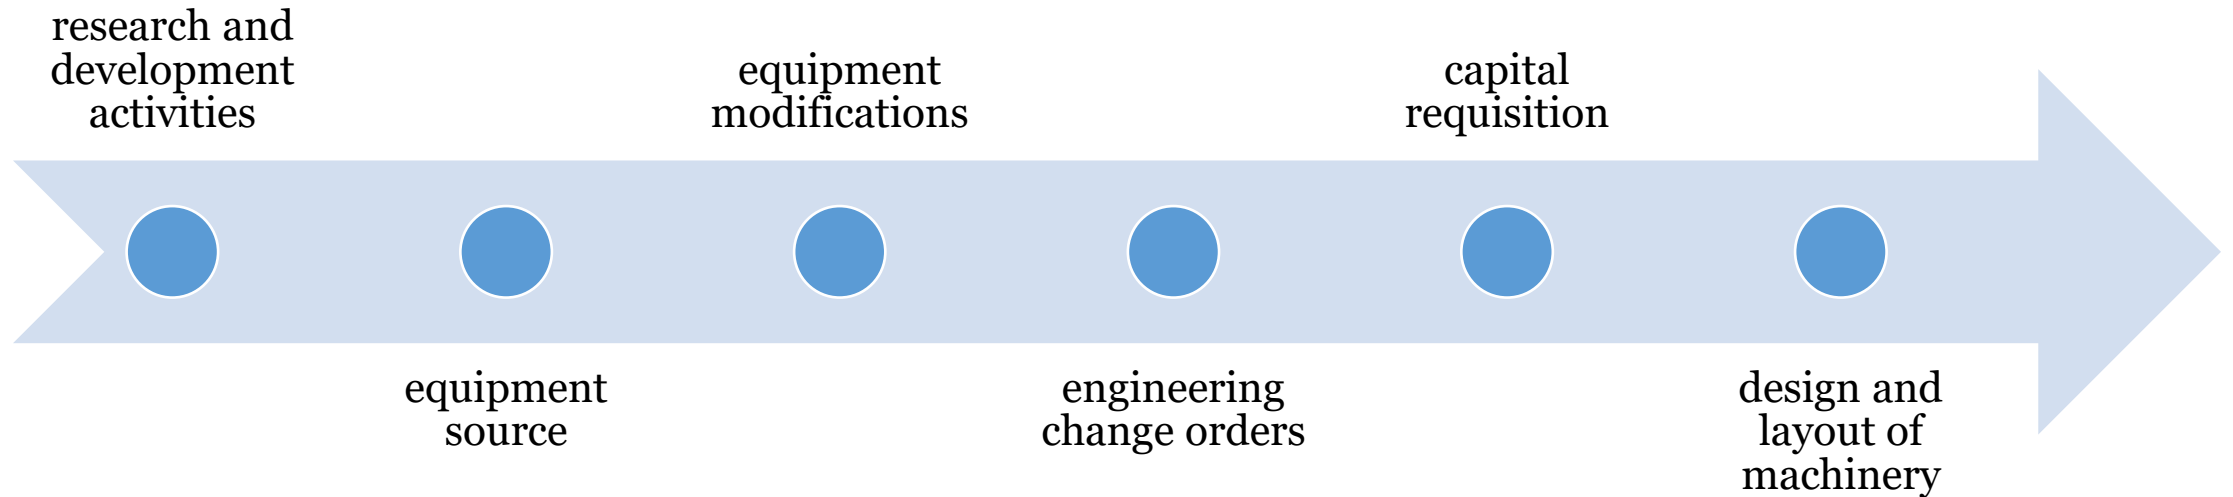 research and
development
activities
equipment
source
equipment
modifications
engineering
change orders
capital
requisition
design and
layout of
machinery